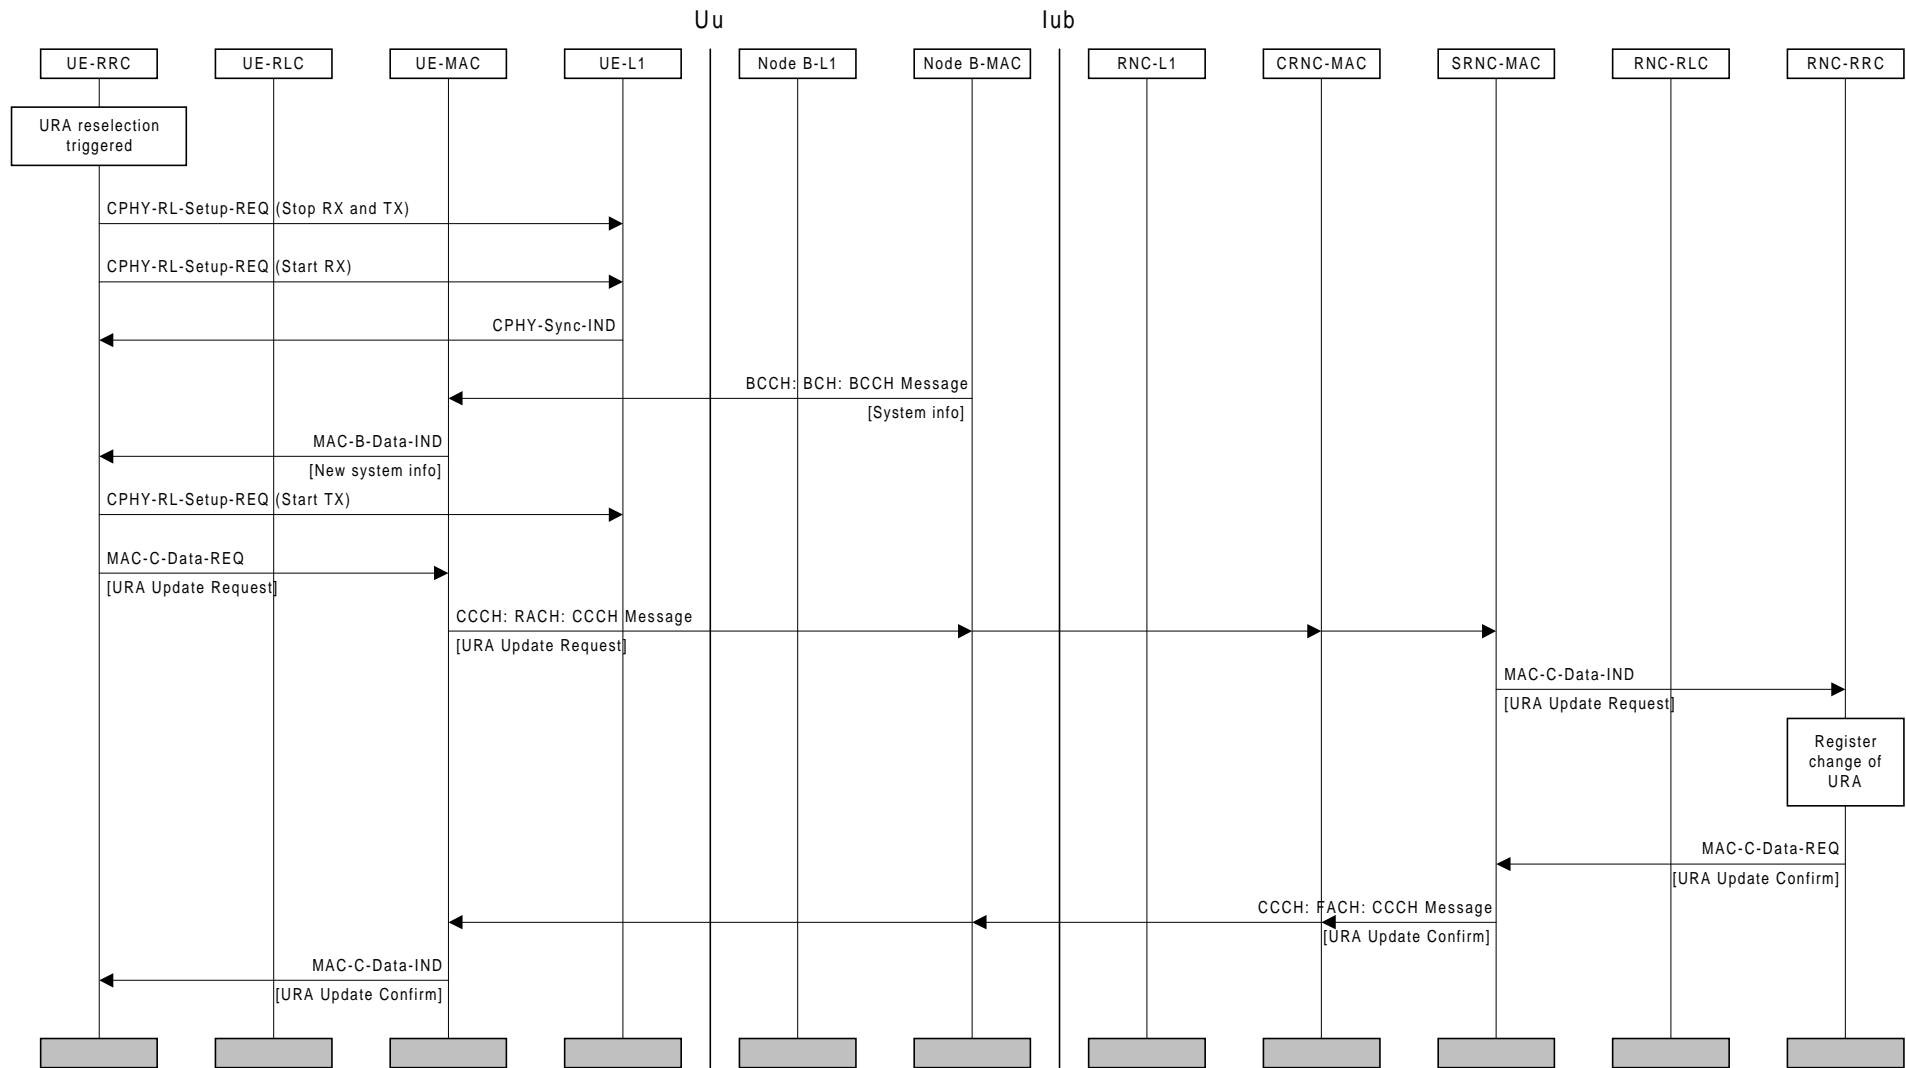 Uu
Iub
UE-RRC
UE-RLC
UE-MAC
UE-L1
Node B-L1
Node B-MAC
RNC-L1
CRNC-MAC
SRNC-MAC
RNC-RLC
RNC-RRC
URA reselection
triggered
CPHY-RL-Setup-REQ (Stop RX and TX)
CPHY-RL-Setup-REQ (Start RX)
CPHY-Sync-IND
BCCH: BCH: BCCH Message
[System info]
MAC-B-Data-IND
[New system info]
CPHY-RL-Setup-REQ (Start TX)
MAC-C-Data-REQ
[URA Update Request]
CCCH: RACH: CCCH Message
[URA Update Request]
MAC-C-Data-IND
[URA Update Request]
Register
change of
URA
MAC-C-Data-REQ
[URA Update Confirm]
CCCH: FACH: CCCH Message
[URA Update Confirm]
MAC-C-Data-IND
[URA Update Confirm]